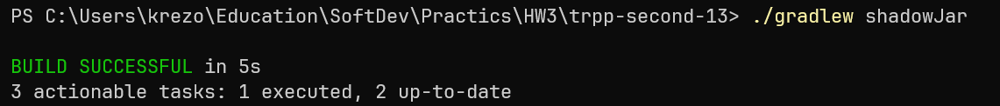 PS C:\Users\krezo\Education\SoftDev\Practics\HW3\trpp-second-13> ./gradlew shadowJar
BUILD SUCCESSFUL in 5s
3 actionable tasks: 1 executed, 2 up-to-date